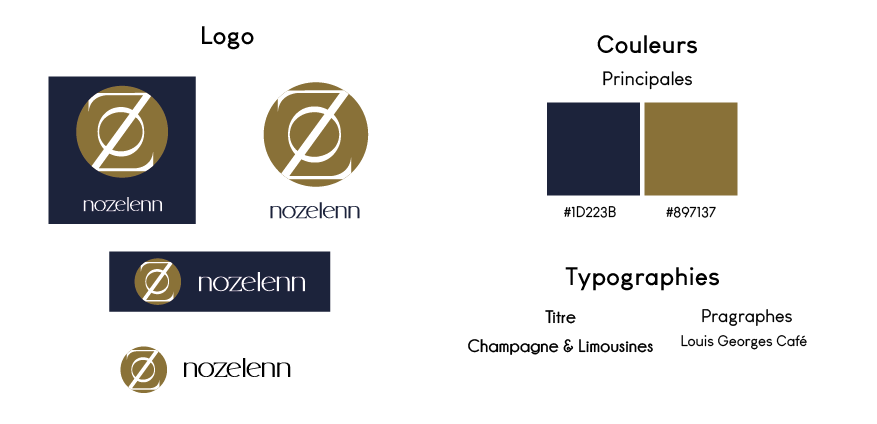 Logo
nozelenn
nozelenn
nozelenn
nozelenn
Couleurs
Principales
#1D223B
#897137
Typographies
Titre
Champagne & Limousines
Pragraphes
Louis Georges Café